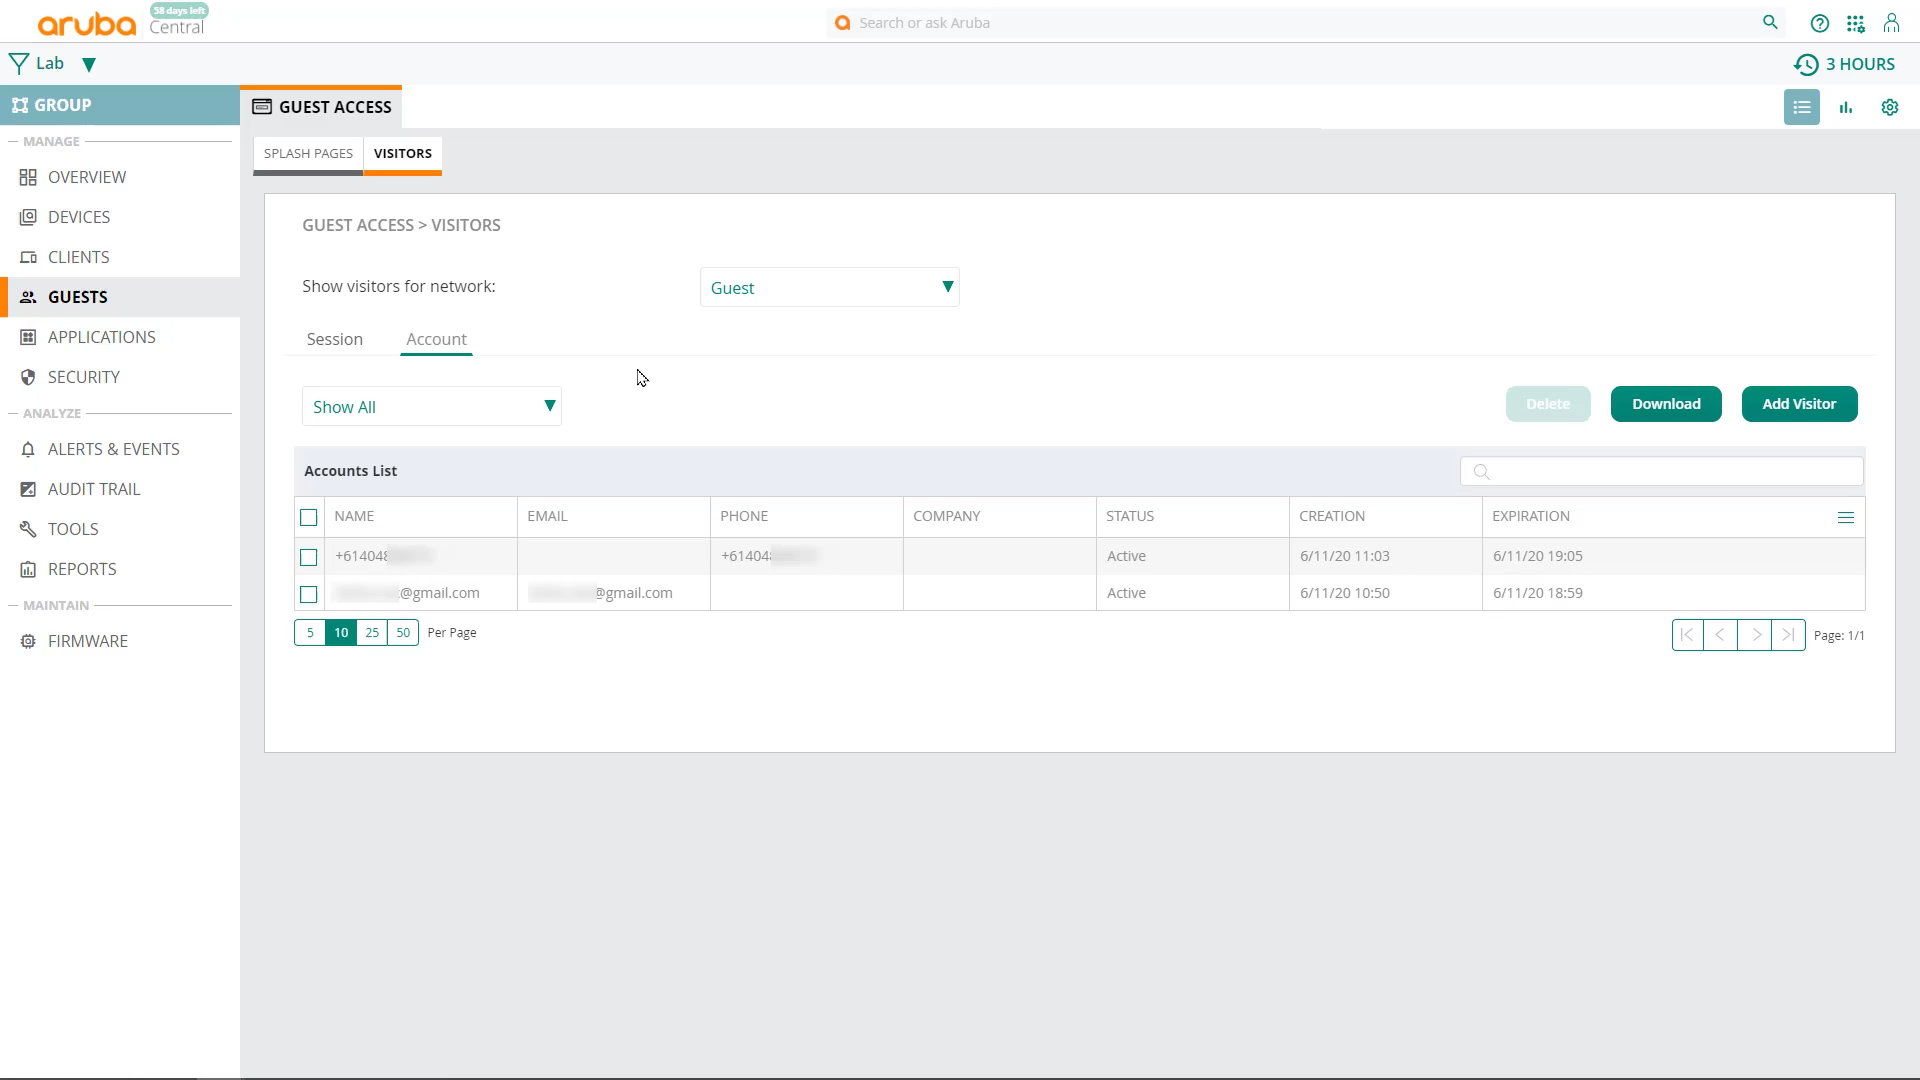 58 days left
aruba Central
Search or ask Aruba
Lab
3 HOURS
GROUP
GUEST ACCESS
MANAGE
OVERVIEW
DEVICES
CLIENTS
GUESTS
APPLICATIONS
SECURITY
ANALYZE
ALERTS & EVENTS
AUDIT TRAIL
TOOLS
REPORTS
MAINTAIN
FIRMWARE
SPLASH PAGES VISITORS
GUEST ACCESS > VISITORS
Show visitors for network: Guest
Session Account
Show All Delete Download Add Visitor
Accounts List
NAME EMAIL PHONE COMPANY STATUS CREATION EXPIRATION
+61404 +61404 Active 6/11/20 11:03 6/11/20 19:05
@gmail.com @gmail.com Active 6/11/20 10:50 6/11/20 18:59
5 10 25 50 Per Page Page: 1/1